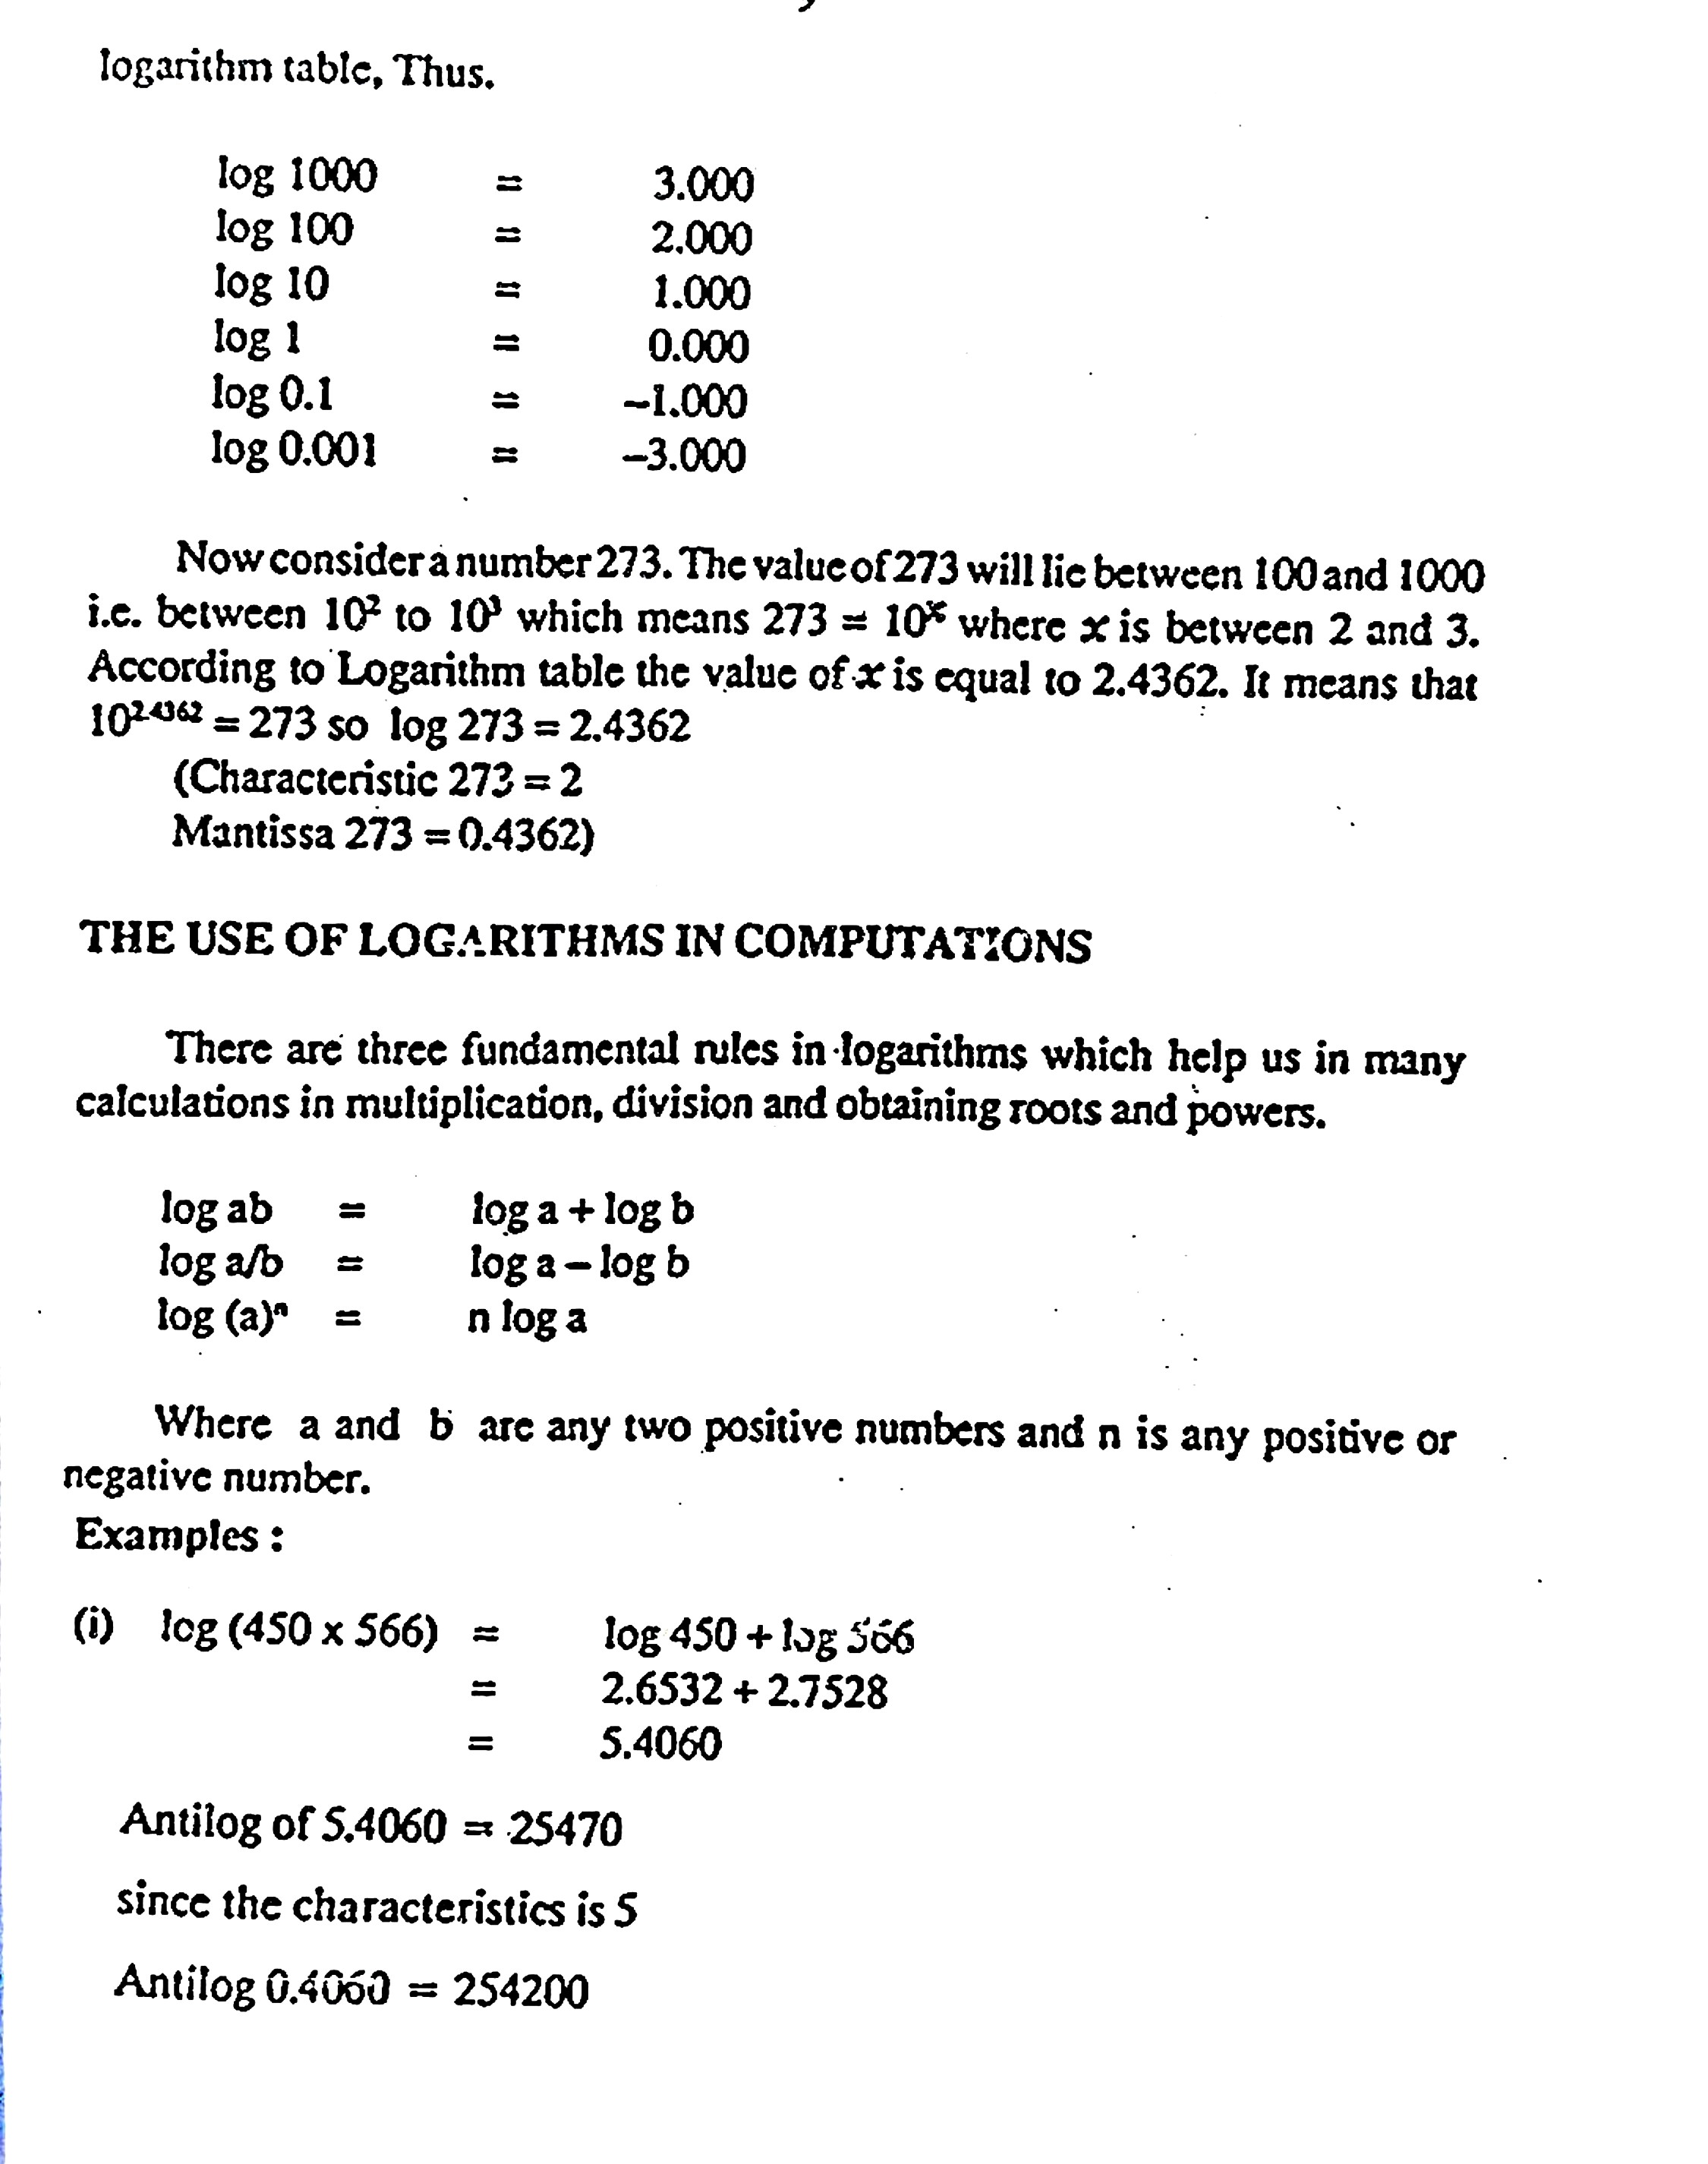 logarithm table, Thus.
log 1000 = 3.000
log 100 = 2.000
log 10 = 1.000
log 1 = 0.000
log 0.1 = –1.000
log 0.001 = –3.000
Now consider a number 273. The value of 273 will lie between 100 and 1000
i.e. between 10² to 10³ which means 273 = 10ˣ where x is between 2 and 3.
According to Logarithm table the value of x is equal to 2.4362. It means that
10²·⁴³⁶² = 273 so log 273 = 2.4362
(Characteristic 273 = 2
Mantissa 273 = 0.4362)
THE USE OF LOGARITHMS IN COMPUTATIONS
There are three fundamental rules in logarithms which help us in many
calculations in multiplication, division and obtaining roots and powers.
log ab = log a + log b
log a/b = log a – log b
log (a)ⁿ = n log a
Where a and b are any two positive numbers and n is any positive or
negative number.
Examples :
(i) log (450 x 566) = log 450 + log 566
= 2.6532 + 2.7528
= 5.4060
Antilog of 5.4060 = 25470
since the characteristics is 5
Antilog 0.4060 = 254200